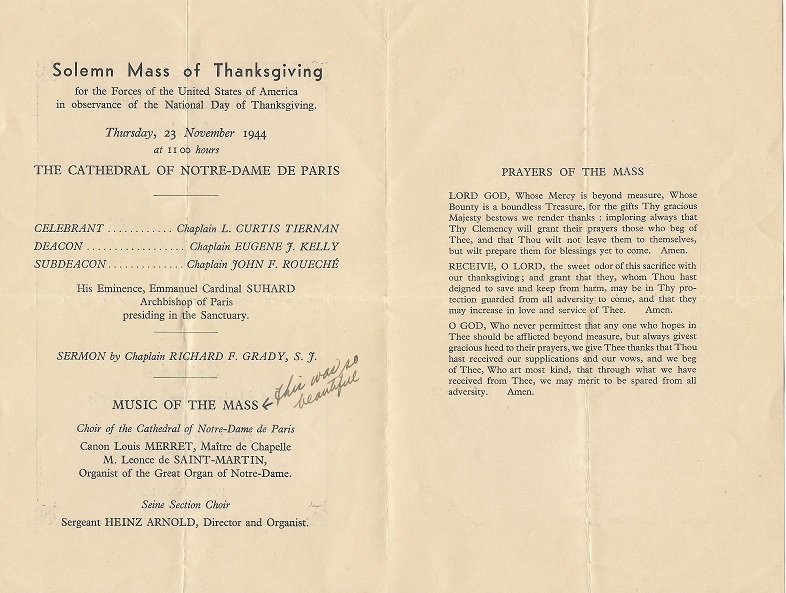 Solemn Mass of Thanksgiving
for the Forces of the United States of America
in observance of the National Day of Thanksgiving.
Thursday, 23 November 1944
at 11 00 hours
THE CATHEDRAL OF NOTRE-DAME DE PARIS
CELEBRANT ............ Chaplain L. CURTIS TIERNAN
DEACON .................. Chaplain EUGENE J. KELLY
SUBDEACON .............. Chaplain JOHN F. ROUECHÉ
His Eminence, Emmanuel Cardinal SUHARD
Archbishop of Paris
presiding in the Sanctuary.
SERMON by Chaplain RICHARD F. GRADY, S. J.
MUSIC OF THE MASS ← this was so
beautiful
Choir of the Cathedral of Notre-Dame de Paris
Canon Louis MERRET, Maître de Chapelle
M. Leonce de SAINT-MARTIN,
Organist of the Great Organ of Notre-Dame.
Seine Section Choir
Sergeant HEINZ ARNOLD, Director and Organist.
PRAYERS OF THE MASS
LORD GOD, Whose Mercy is beyond measure, Whose
Bounty is a boundless Treasure, for the gifts Thy gracious
Majesty bestows we render thanks : imploring always that
Thy Clemency will grant their prayers those who beg of
Thee, and that Thou wilt not leave them to themselves,
but wilt prepare them for blessings yet to come. Amen.
RECEIVE, O LORD, the sweet odor of this sacrifice with
our thanksgiving ; and grant that they, whom Thou hast
deigned to save and keep from harm, may be in Thy pro-
tection guarded from all adversity to come, and that they
may increase in love and service of Thee. Amen.
O GOD, Who never permittest that any one who hopes in
Thee should be afflicted beyond measure, but always givest
gracious heed to their prayers, we give Thee thanks that Thou
hast received our supplications and our vows, and we beg
of Thee, Who art most kind, that through what we have
received from Thee, we may merit to be spared from all
adversity. Amen.